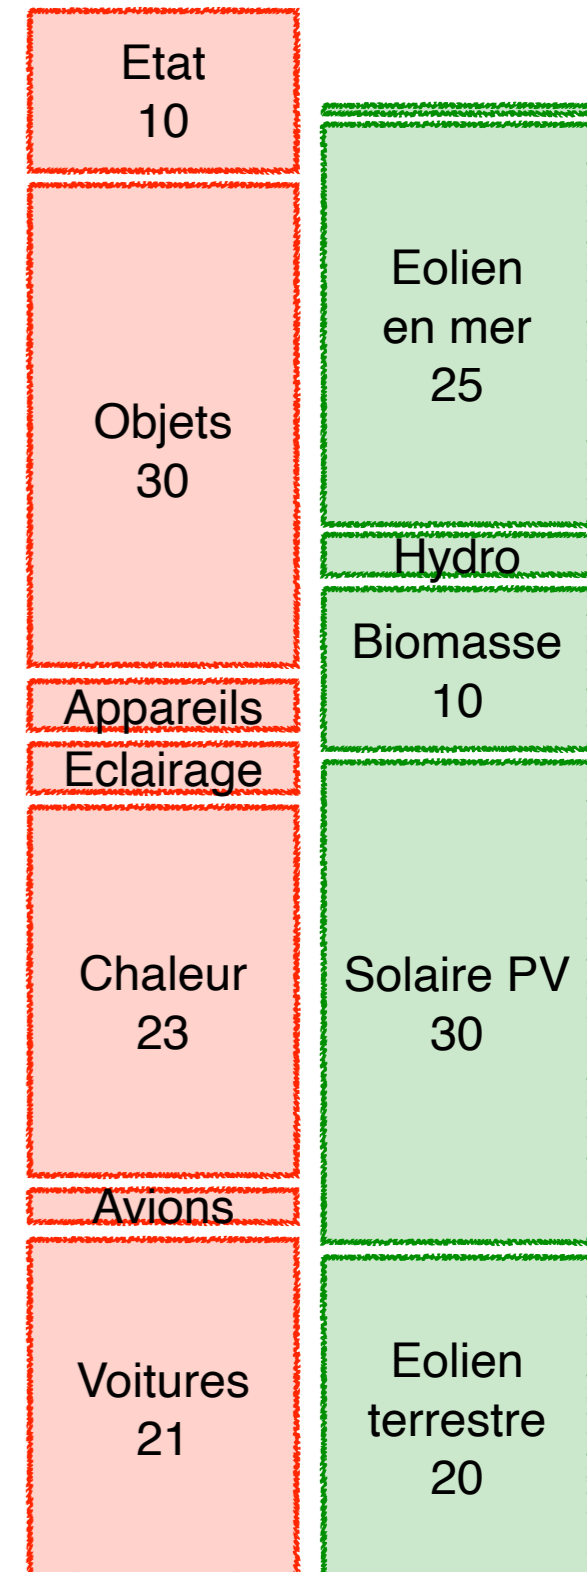 Etat
10
Objets
30
Appareils
Eclairage
Chaleur
23
Avions
Voitures
21
Eolien
en mer
25
Hydro
Biomasse
10
Solaire PV
30
Eolien
terrestre
20